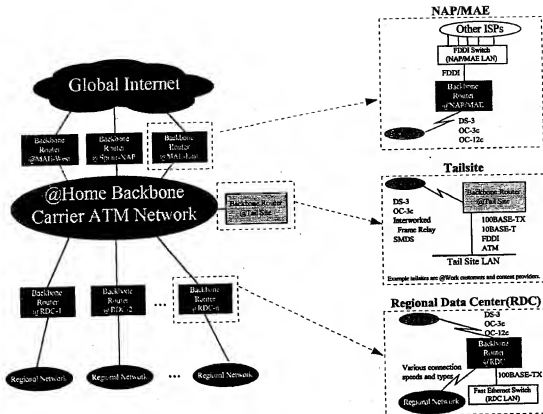 NAP/MAE
Other ISPs
FDDI Switch
(NAP/MAE LAN)
FDDI
Backbone
Router
@NAP/MAE
DS-3
OC-3c
OC-12c
Global Internet
Backbone
Router
@MAE-West
Backbone
Router
@Sprint-NAP
Backbone
Router
@MAE-East
@Home Backbone
Carrier ATM Network
Backbone Router
@Tail Site
Tailsite
DS-3
OC-3c
Interworked
Frame Relay
SMDS
Backbone Router
@Tail Site
100BASE-TX
10BASE-T
FDDI
ATM
Tail Site LAN
Example tailsites are @Work customers and content providers.
Backbone
Router
@RDC-1
Backbone
Router
@RDC-2
...
Backbone
Router
@RDC-n
Regional Network
Regional Network
...
Regional Network
Regional Data Center(RDC)
DS-3
OC-3c
OC-12c
Backbone
Router
@RDC
Various connection
speeds and types
100BASE-TX
Regional Network
Fast Ethernet Switch
(RDC LAN)